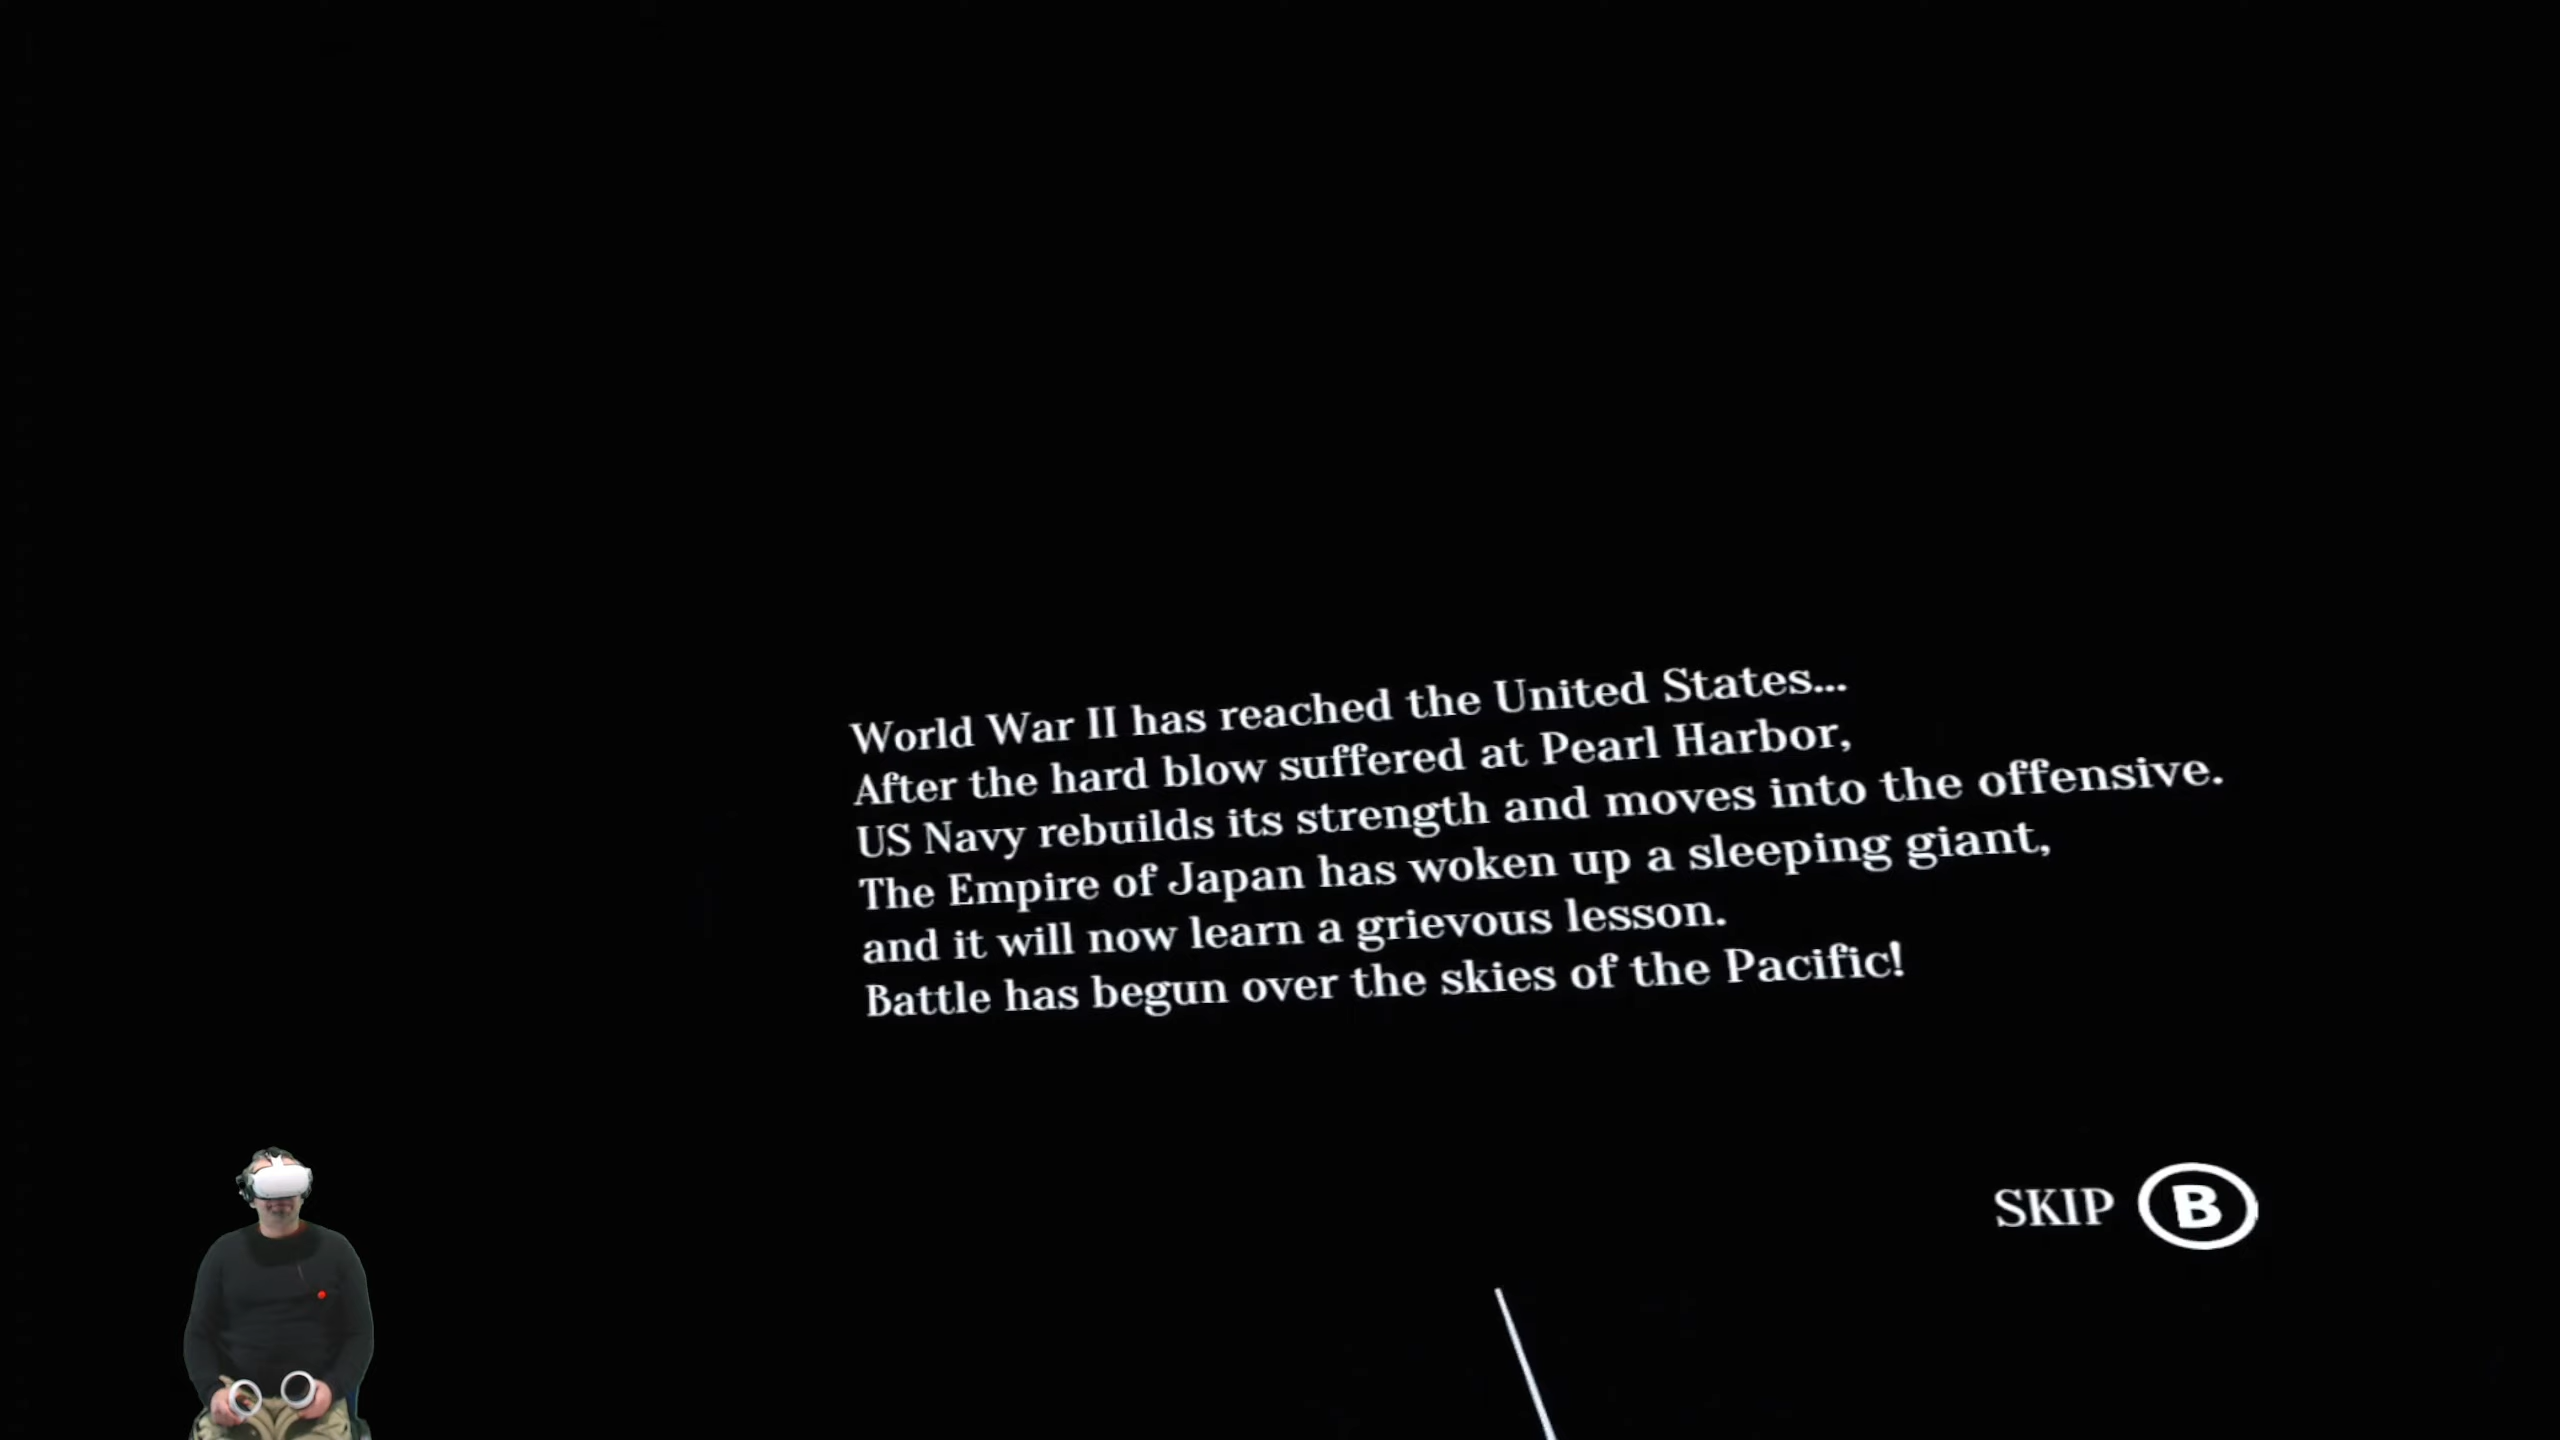 World War II has reached the United States...
After the hard blow suffered at Pearl Harbor,
US Navy rebuilds its strength and moves into the offensive.
The Empire of Japan has woken up a sleeping giant,
and it will now learn a grievous lesson.
Battle has begun over the skies of the Pacific!
SKIP B